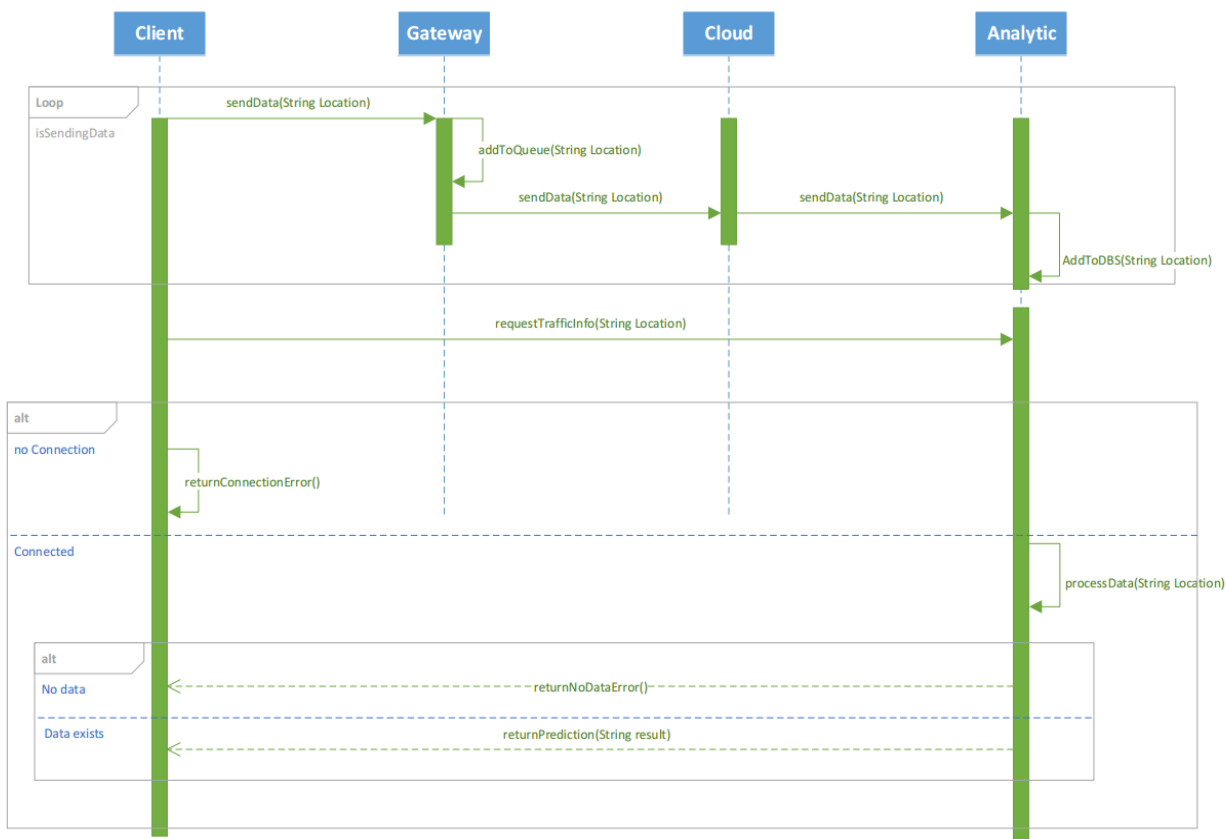 Client
Gateway
Cloud
Analytic
Loop
sendData(String Location)
isSendingData
addToQueue(String Location)
sendData(String Location)
sendData(String Location)
AddToDBS(String Location)
requestTrafficInfo(String Location)
alt
no Connection
returnConnectionError()
Connected
processData(String Location)
alt
No data
returnNoDataError()
Data exists
returnPrediction(String result)